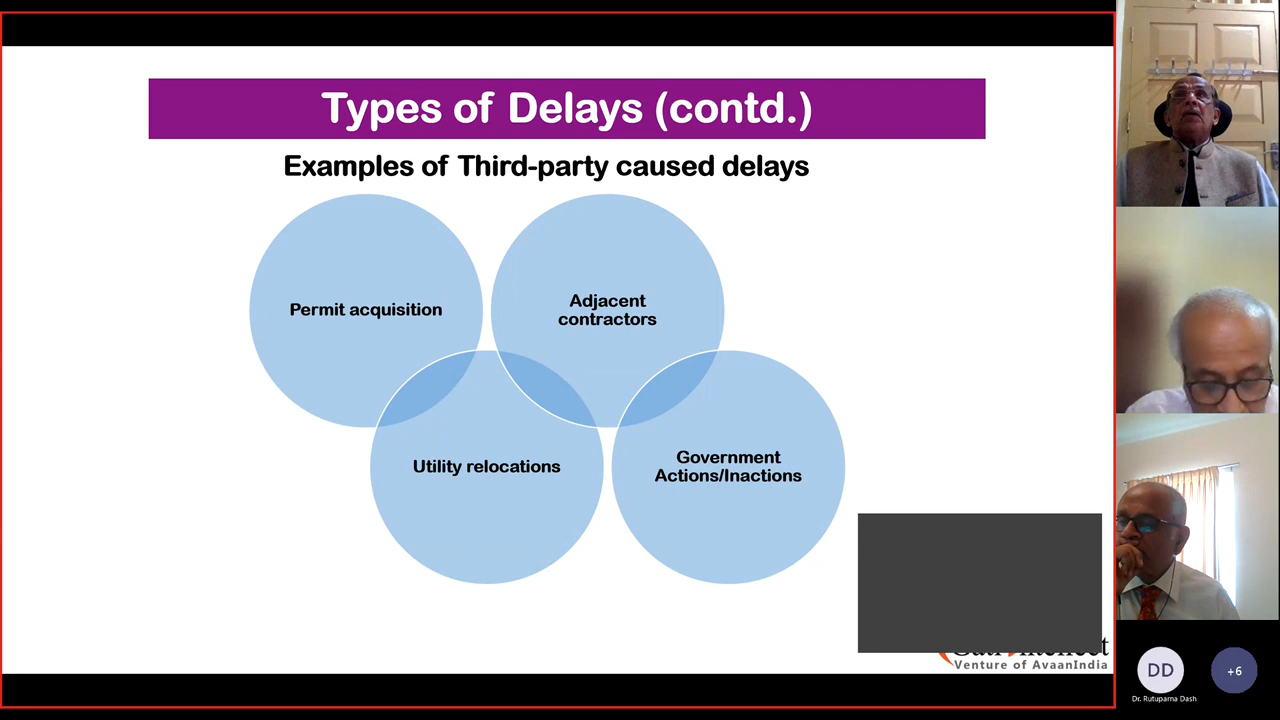 Types of Delays (contd.)
Examples of Third-party caused delays
Permit acquisition
Adjacent
contractors
Utility relocations
Government
Actions/Inactions
Venture of AvaanIndia
DD
+6
Dr. Rutuparna Dash